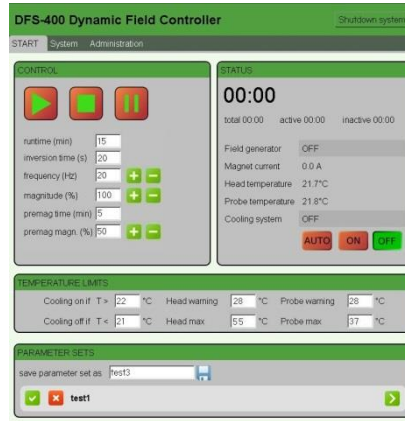 DFS-400 Dynamic Field Controller
Shutdown system
START System Administration
CONTROL
runtime (min) 15
inversion time (s) 20
frequency (Hz) 20
magnitude (%) 100
premag time (min) 5
premag magn. (%) 50
STATUS
00:00
total 00:00 active 00:00 inactive 00:00
Field generator OFF
Magnet current 0.0 A
Head temperature 21.7°C
Probe temperature 21.8°C
Cooling system OFF
AUTO ON OFF
TEMPERATURE LIMITS
Cooling on if T > 22 °C Head warning 28 °C Probe warning 28 °C
Cooling off if T < 21 °C Head max 55 °C Probe max 37 °C
PARAMETER SETS
save parameter set as test3
test1